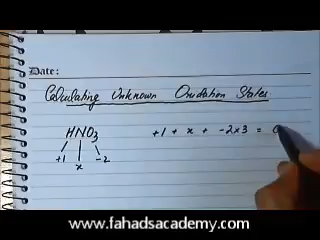 Date:
Calculating Unknown Oxidation States
HNO3 +1 + x + -2x3 = 0
+1 x -2
www.fahadsacademy.com